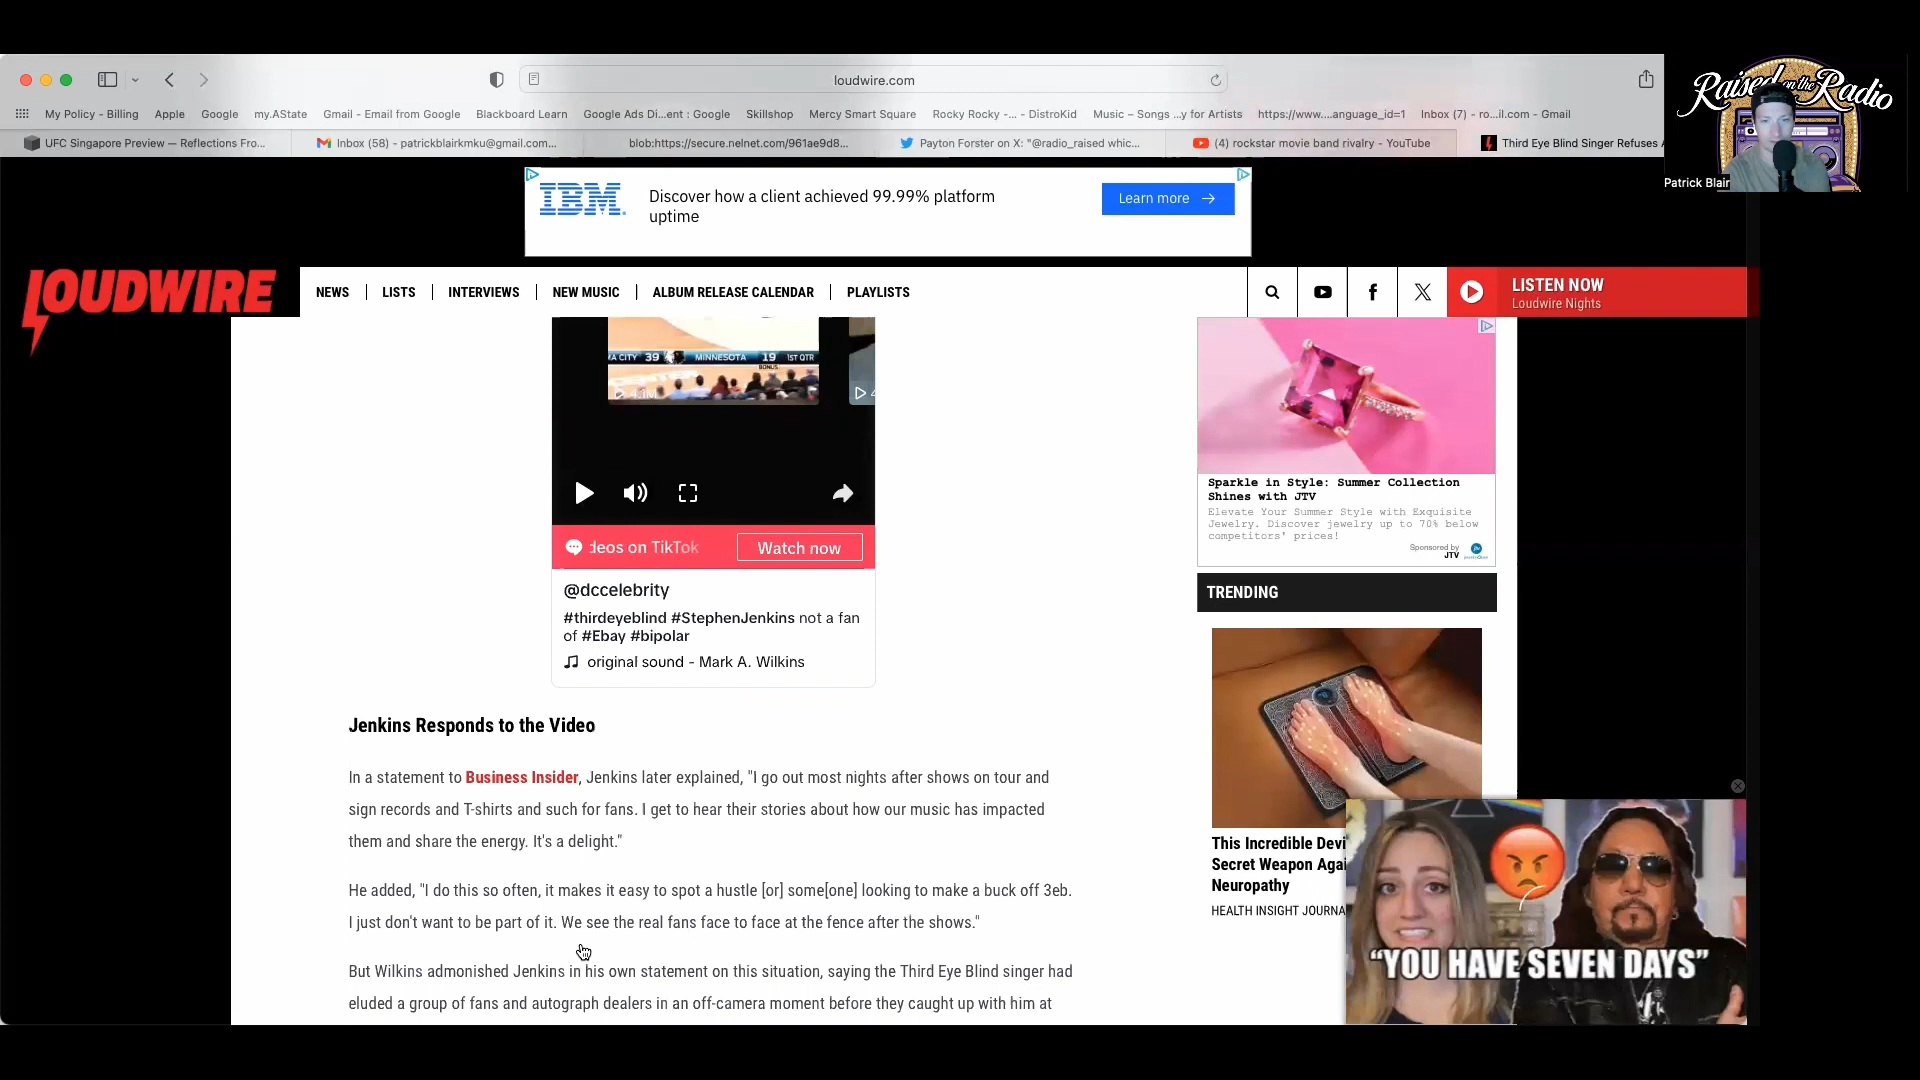 loudwire.com
My Policy - Billing
Apple
Google
my.AState
Gmail - Email from Google
Blackboard Learn
Google Ads Di...ent : Google
Skillshop
Mercy Smart Square
Rocky Rocky -... - DistroKid
Music – Songs ...y for Artists
https://www....anguage_id=1
Inbox (7) - ro...il.com - Gmail
UFC Singapore Preview — Reflections Fro...
Inbox (58) - patrickblairkmku@gmail.com...
blob:https://secure.nelnet.com/961ae9d8...
Payton Forster on X: "@radio_raised whic...
(4) rockstar movie band rivalry - YouTube
Third Eye Blind Singer Refuses A
Raised on the Radio
Patrick Blair
IBM
Discover how a client achieved 99.99% platform
uptime
Learn more
LOUDWIRE
NEWS
LISTS
INTERVIEWS
NEW MUSIC
ALBUM RELEASE CALENDAR
PLAYLISTS
LISTEN NOW
Loudwire Nights
MA CITY 39 MINNESOTA 19 1ST QTR
BONUS
4.1M
4
deos on TikTok
Watch now
@dccelebrity
#thirdeyeblind #StephenJenkins not a fan
of #Ebay #bipolar
original sound - Mark A. Wilkins
Jenkins Responds to the Video
In a statement to Business Insider, Jenkins later explained, "I go out most nights after shows on tour and
sign records and T-shirts and such for fans. I get to hear their stories about how our music has impacted
them and share the energy. It's a delight."
He added, "I do this so often, it makes it easy to spot a hustle [or] some[one] looking to make a buck off 3eb.
I just don't want to be part of it. We see the real fans face to face at the fence after the shows."
But Wilkins admonished Jenkins in his own statement on this situation, saying the Third Eye Blind singer had
eluded a group of fans and autograph dealers in an off-camera moment before they caught up with him at
Sparkle in Style: Summer Collection
Shines with JTV
Elevate Your Summer Style with Exquisite
Jewelry. Discover jewelry up to 70% below
competitors' prices!
Sponsored by
JTV
TRENDING
This Incredible Devi
Secret Weapon Agai
Neuropathy
HEALTH INSIGHT JOURNA
"YOU HAVE SEVEN DAYS"